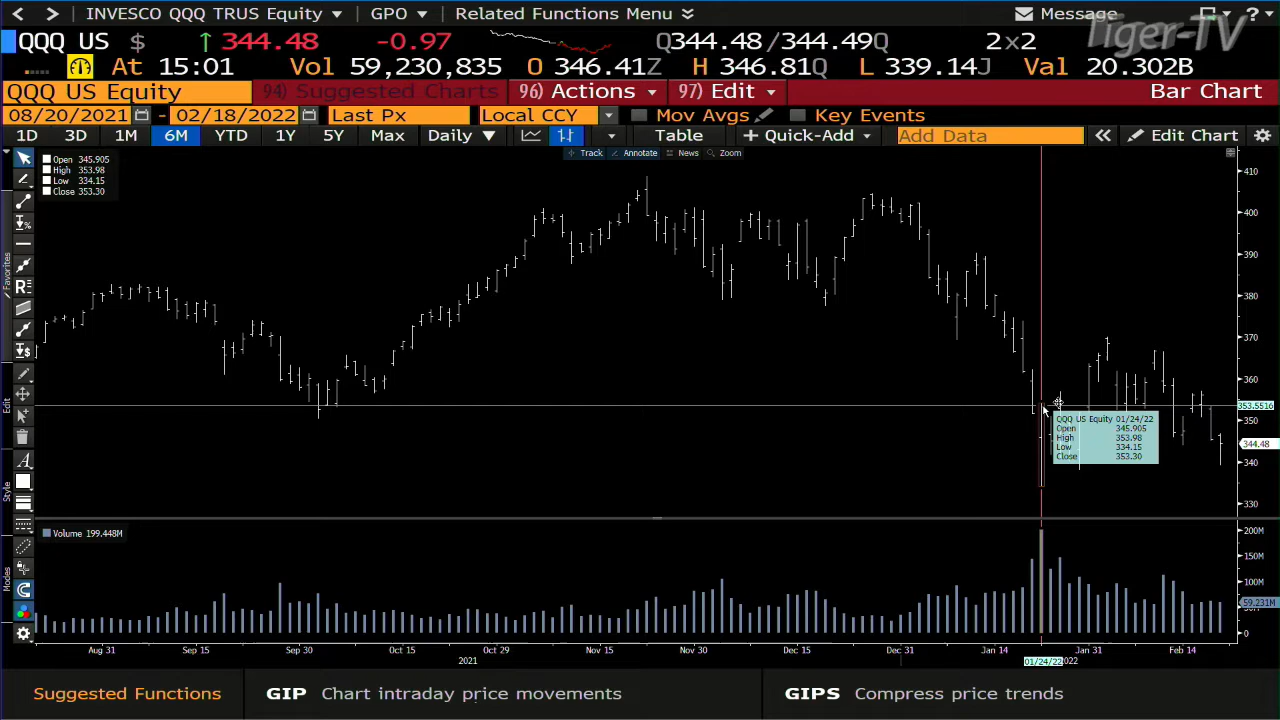 INVESCO QQQ TRUS Equity GPO Related Functions Menu Message ?
Tiger-TV
QQQ US $ ↑ 344.48 -0.97 Q344.48/344.49Q 2x2
At 15:01 Vol 59,230,835 O 346.41Z H 346.81Q L 339.14J Val 20.302B
QQQ US Equity 94) Suggested Charts 96) Actions 97) Edit Bar Chart
08/20/2021 - 02/18/2022 Last Px Local CCY Mov Avgs Key Events
1D 3D 1M 6M YTD 1Y 5Y Max Daily Table + Quick-Add Add Data Edit Chart
Track Annotate News Zoom
Open 345.905
High 353.98
Low 334.15
Close 353.30
Favorites
Edit
Style
Modes
410
400
390
380
370
360
353.5516
350
344.48
340
330
QQQ US Equity 01/24/22
Open 345.905
High 353.98
Low 334.15
Close 353.30
Volume 199.448M
200M
150M
100M
59.231M
0
Aug 31 Sep 15 Sep 30 Oct 15 Oct 29 Nov 15 Nov 30 Dec 15 Dec 31 Jan 14 Jan 31 Feb 14
2021 01/24/22 2022
Suggested Functions GIP Chart intraday price movements GIPS Compress price trends